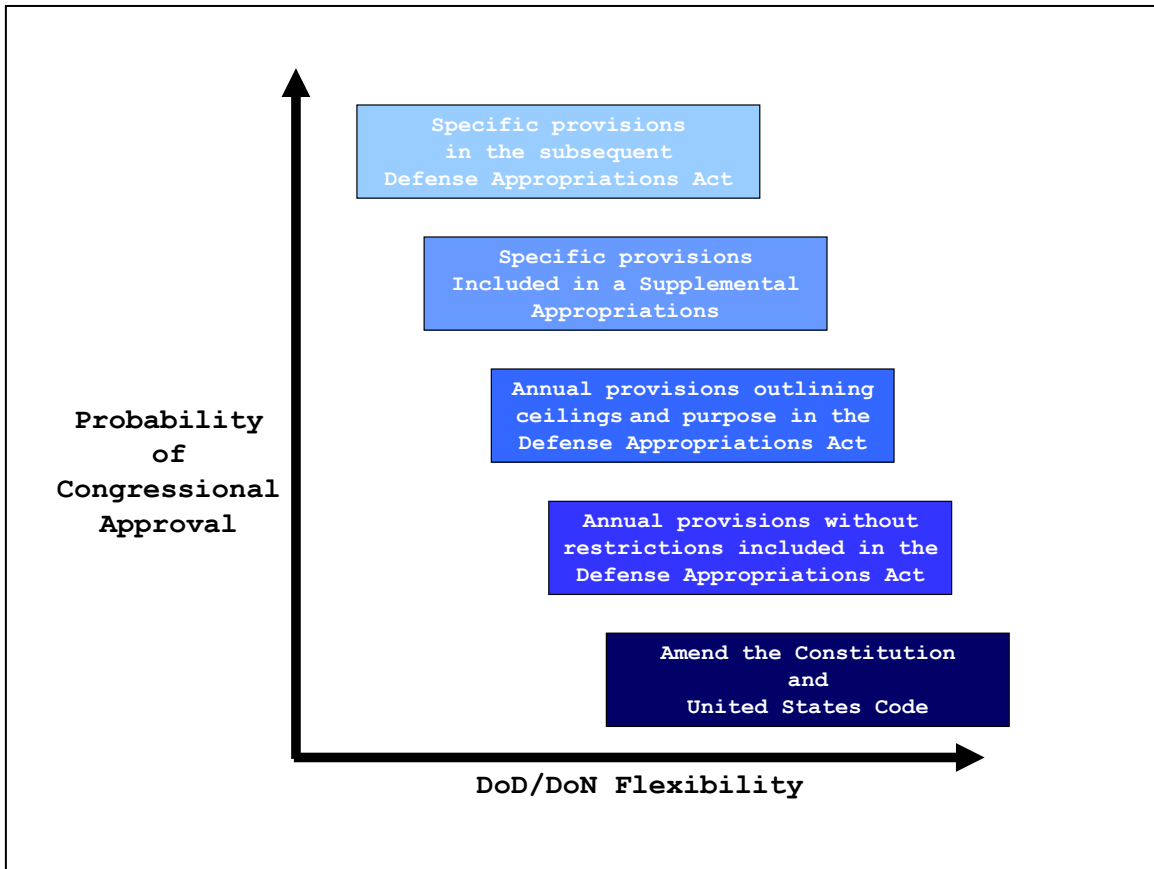 Specific provisions
in the subsequent
Defense Appropriations Act
Specific provisions
Included in a Supplemental
Appropriations
Annual provisions outlining
ceilings and purpose in the
Defense Appropriations Act
Probability
of
Congressional
Approval
Annual provisions without
restrictions included in the
Defense Appropriations Act
Amend the Constitution
and
United States Code
DoD/DoN Flexibility